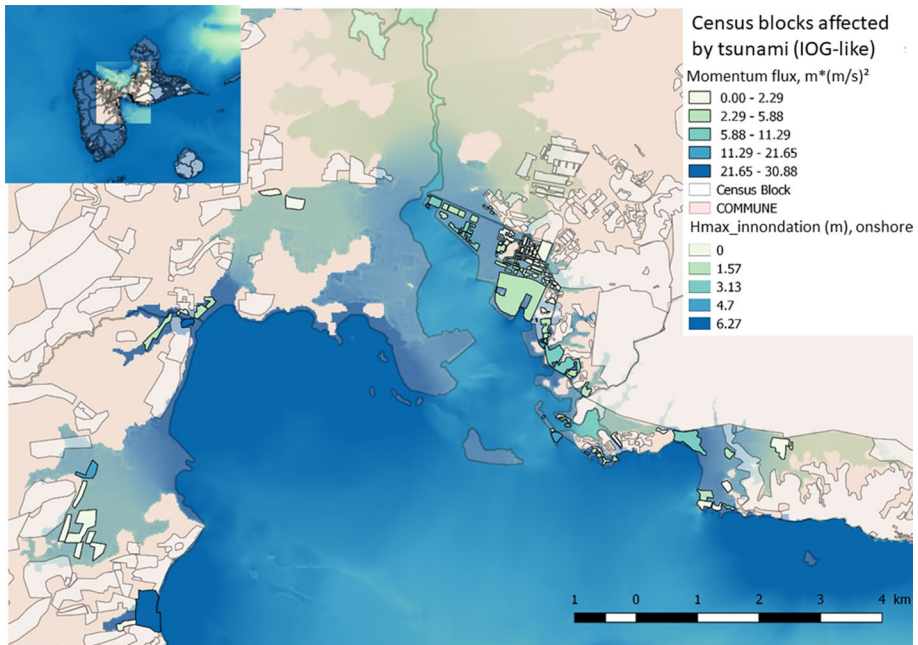 Census blocks affected
by tsunami (IOG-like)
Momentum flux, m*(m/s)²
0.00 - 2.29
2.29 - 5.88
5.88 - 11.29
11.29 - 21.65
21.65 - 30.88
Census Block
COMMUNE
Hmax_innondation (m), onshore
0
1.57
3.13
4.7
6.27
1 0 1 2 3 4 km